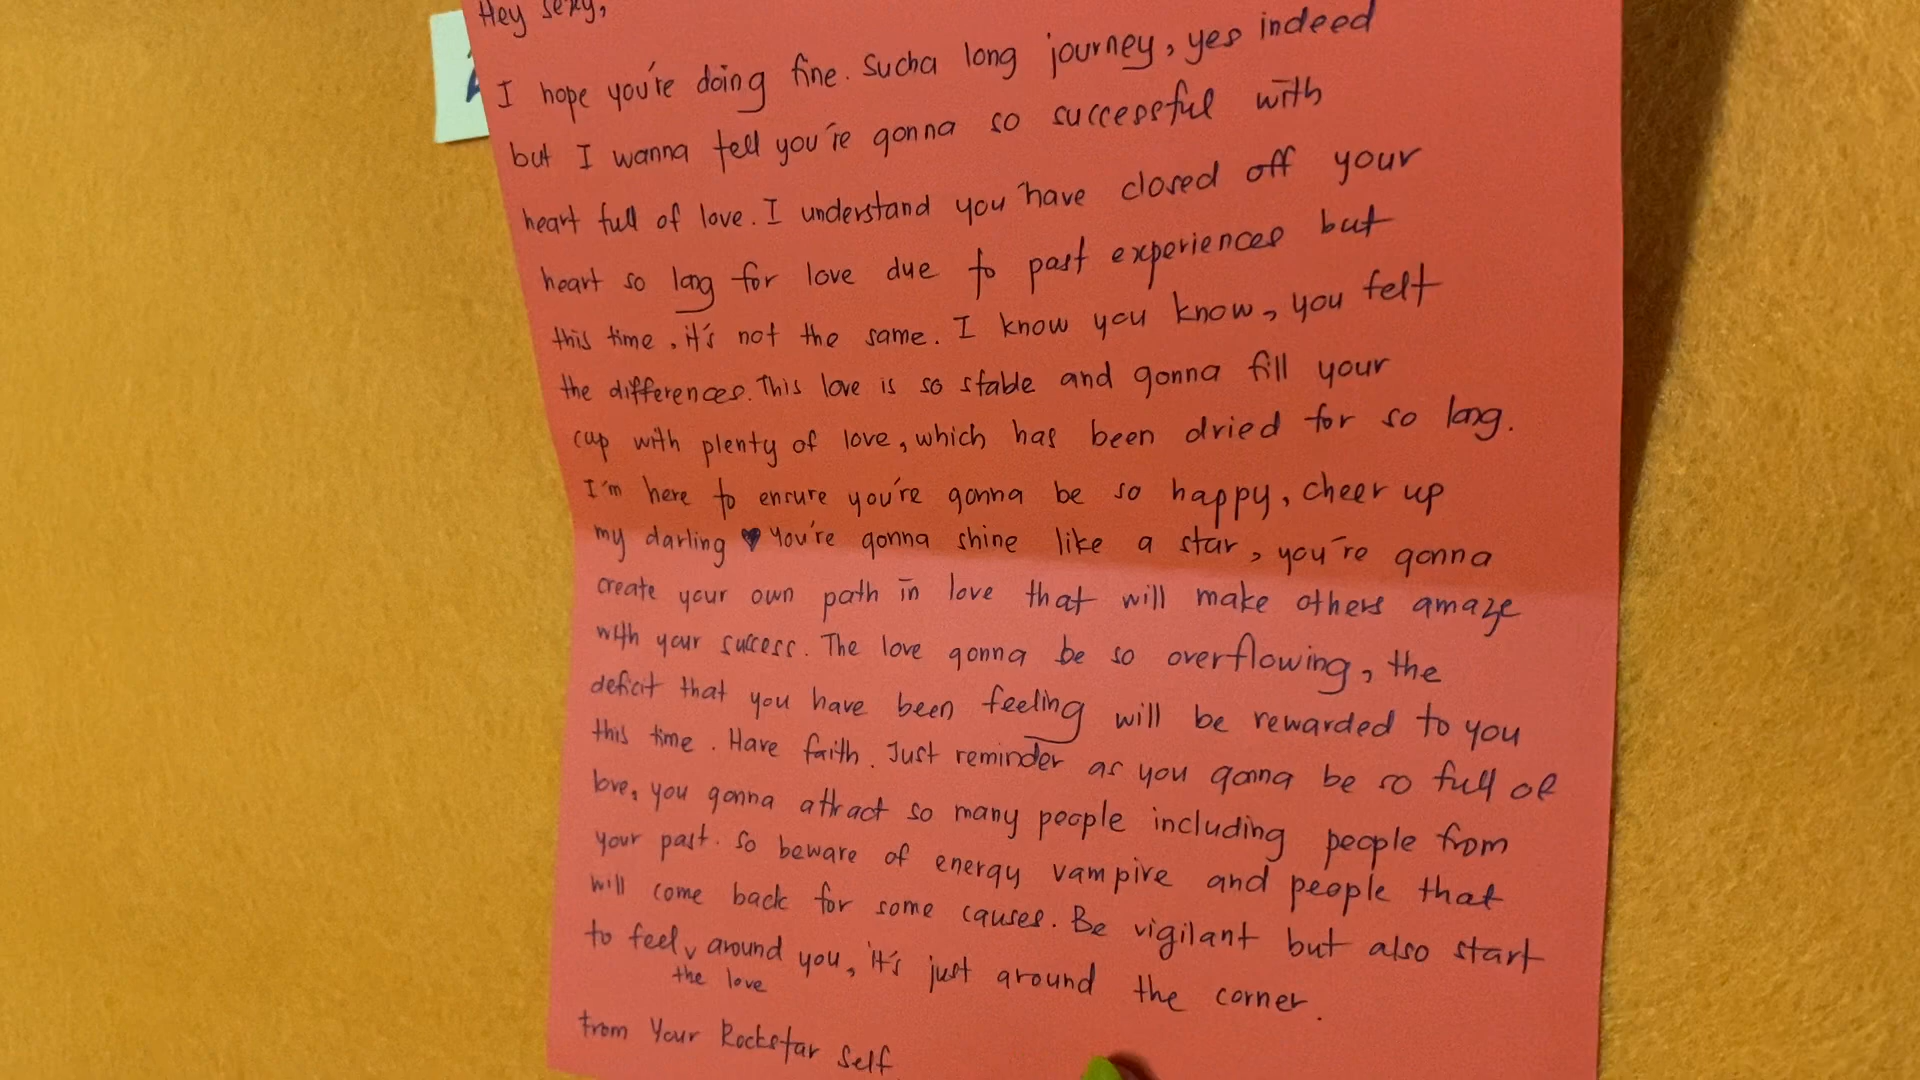 Hey sexy,
I hope you're doing fine. Sucha long journey, yes indeed
but I wanna tell you're gonna so successful with
heart full of love. I understand you have closed off your
heart so long for love due to past experiences but
this time, it's not the same. I know you know, you felt
the differences. This love is so stable and gonna fill your
cup with plenty of love, which has been dried for so long.
I'm here to ensure you're gonna be so happy, cheer up
my darling ♥ You're gonna shine like a star, you're gonna
create your own path in love that will make others amaze
with your success. The love gonna be so overflowing, the
deficit that you have been feeling will be rewarded to you
this time. Have faith. Just reminder as you gonna be so full of
love, you gonna attract so many people including people from
your past. So beware of energy vampire and people that
will come back for some causes. Be vigilant but also start
to feel the love around you, it's just around the corner.
from Your Rockstar Self